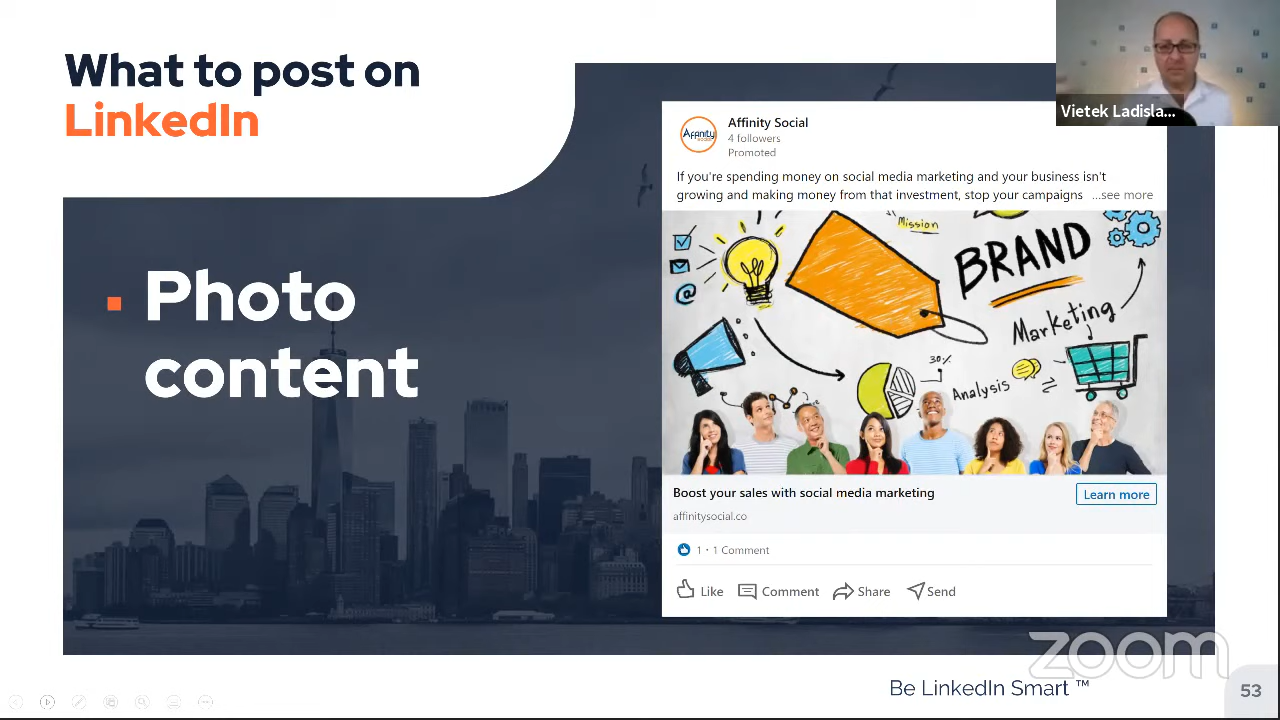 What to post on
LinkedIn
Photo
content
Vietek Ladisla...
Affinity
Affinity Social
4 followers
Promoted
If you're spending money on social media marketing and your business isn't
growing and making money from that investment, stop your campaigns ...see more
Mission
BRAND
Marketing
@
30%
Analysis
Boost your sales with social media marketing
Learn more
affinitysocial.co
1 · 1 Comment
Like Comment Share Send
zoom
Be LinkedIn Smart ™
53